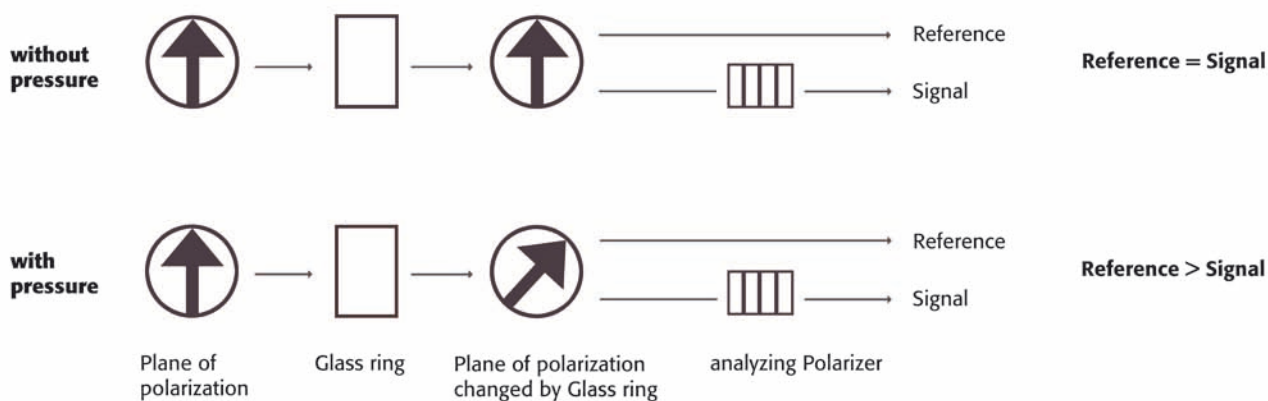 without
pressure
Reference
Signal
Reference = Signal
with
pressure
Reference
Signal
Reference > Signal
Plane of
polarization
Glass ring
Plane of polarization
changed by Glass ring
analyzing Polarizer